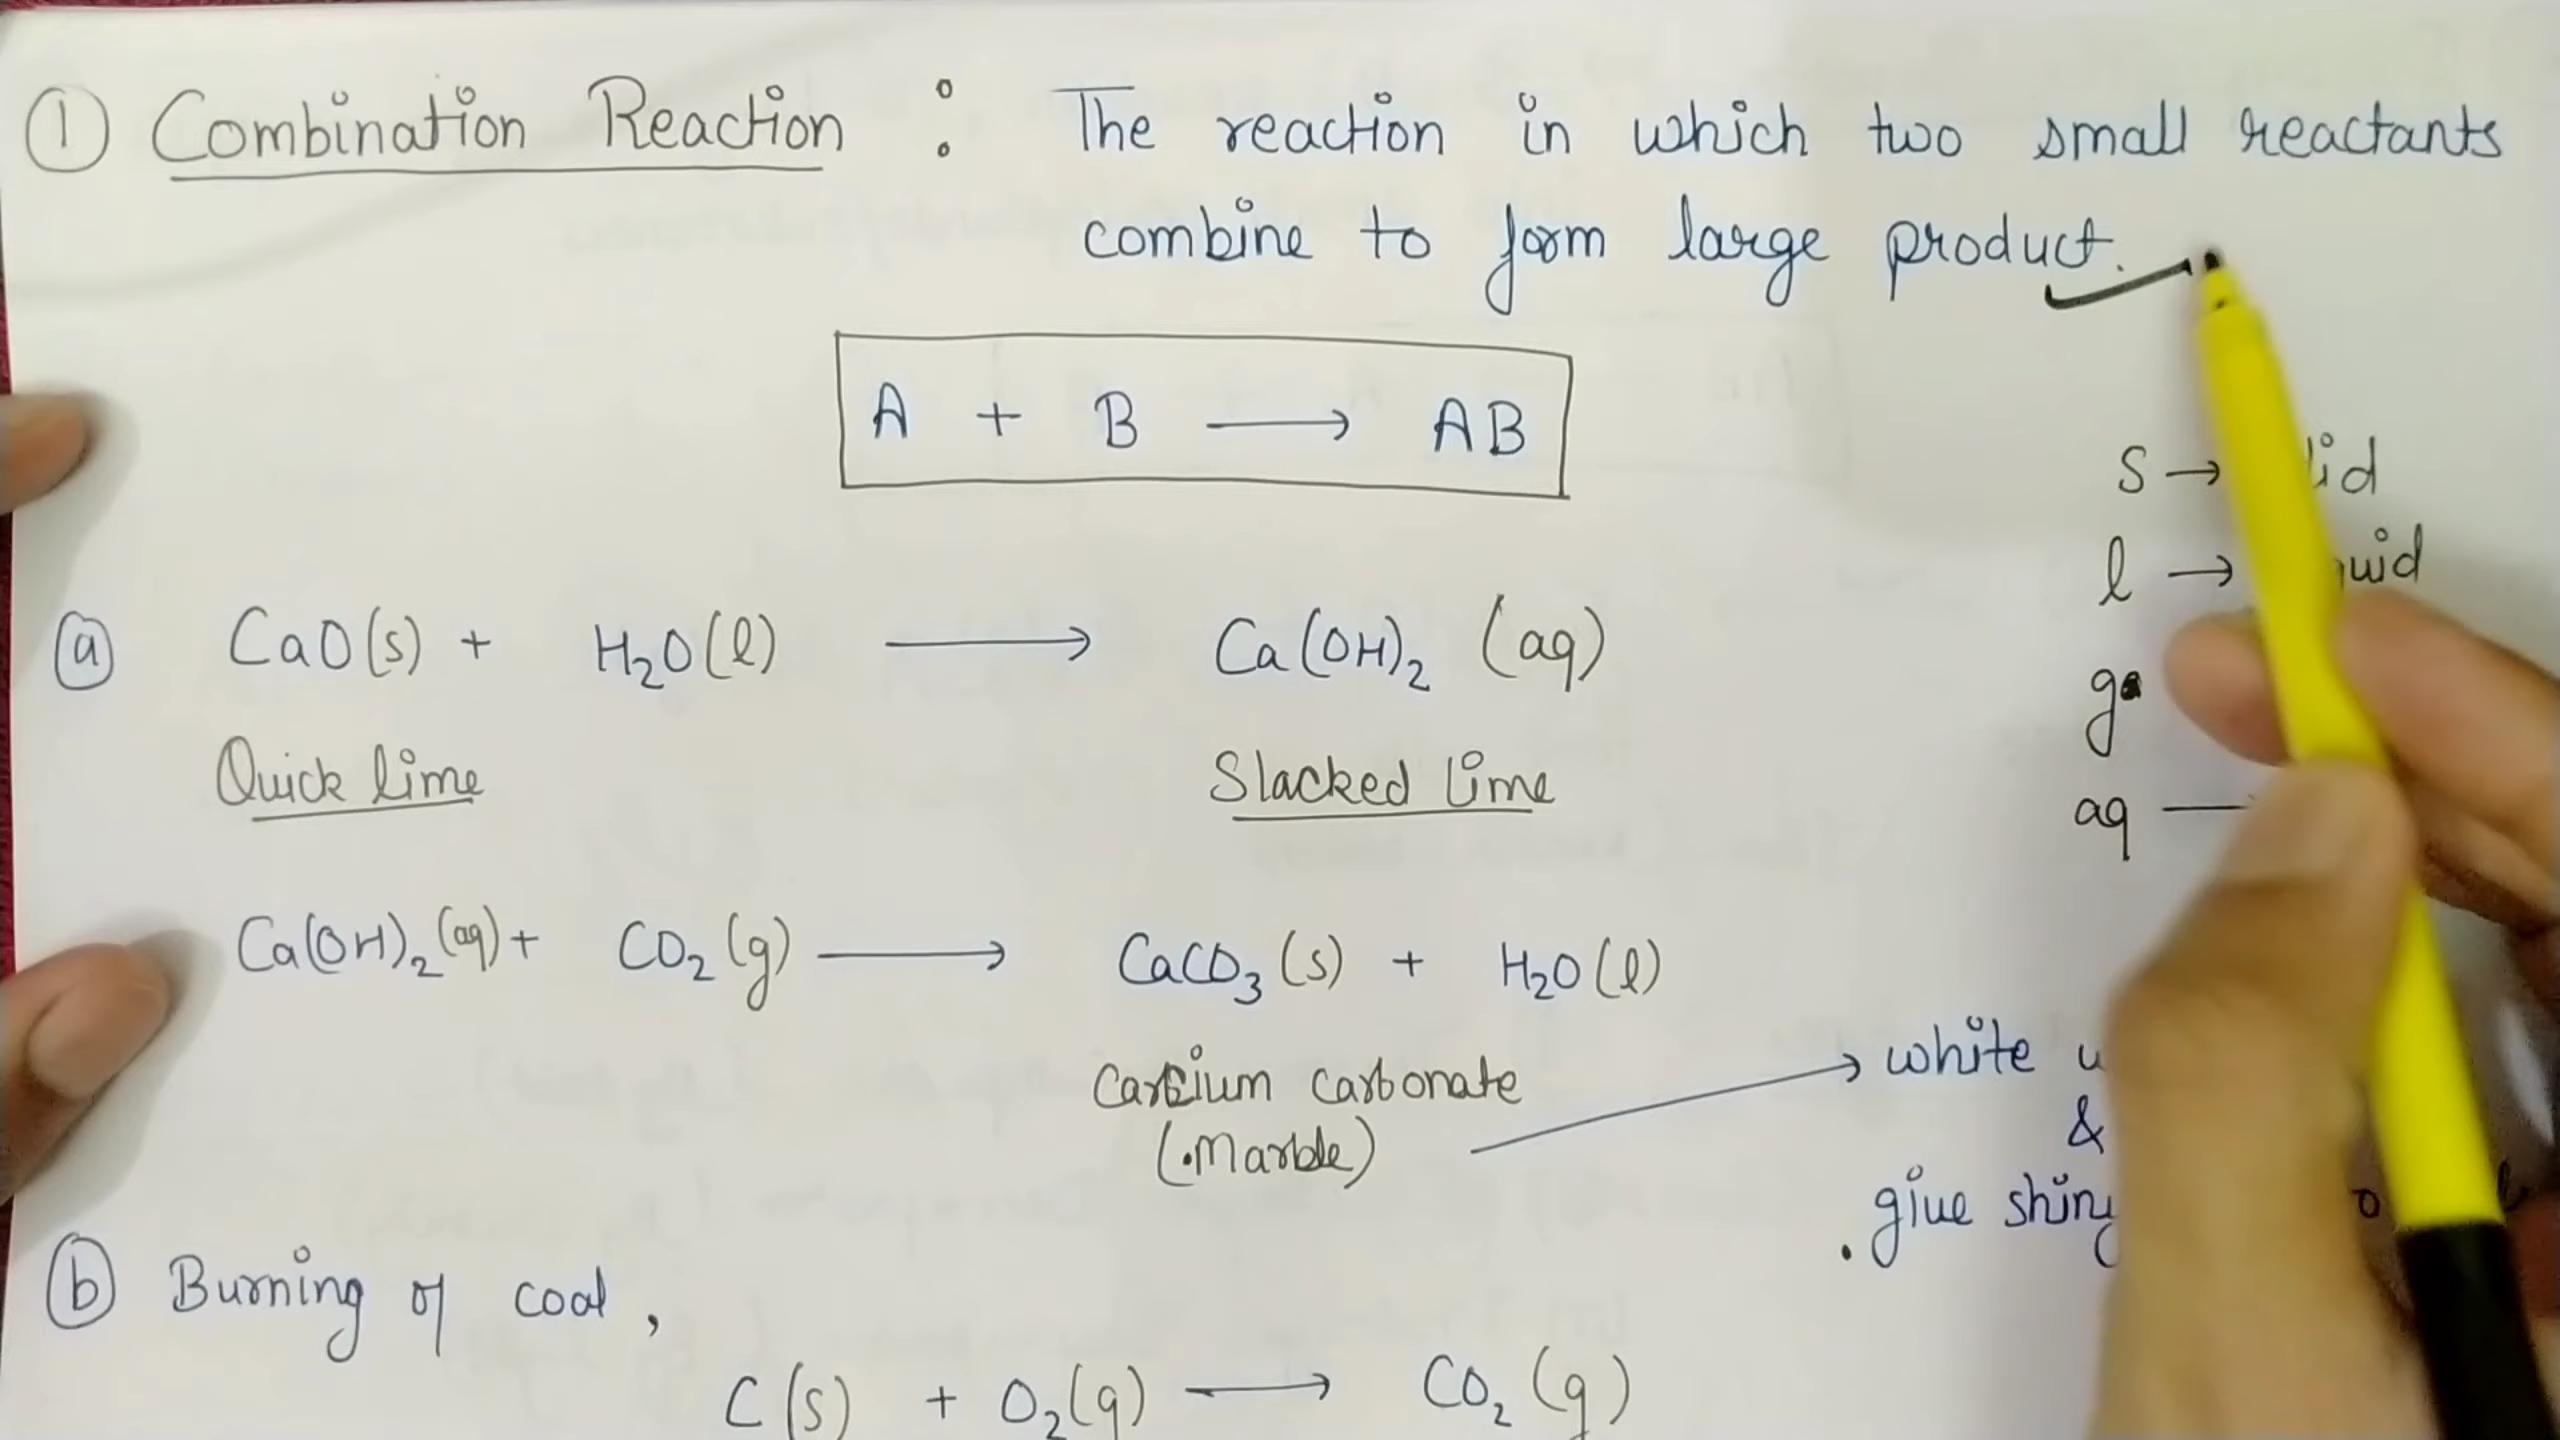 ① Combination Reaction : The reaction in which two small reactants
combine to form large product.
A + B → AB
s →
l →
g
aq
ⓐ CaO(s) + H₂O(l) → Ca(OH)₂ (aq)
Quick lime Slacked lime
Ca(OH)₂(aq) + CO₂(g) → CaCO₃(s) + H₂O(l)
carbonate
(Marble) → white
&
give
ⓑ Burning of coal,
C(s) + O₂(g) → CO₂(g)